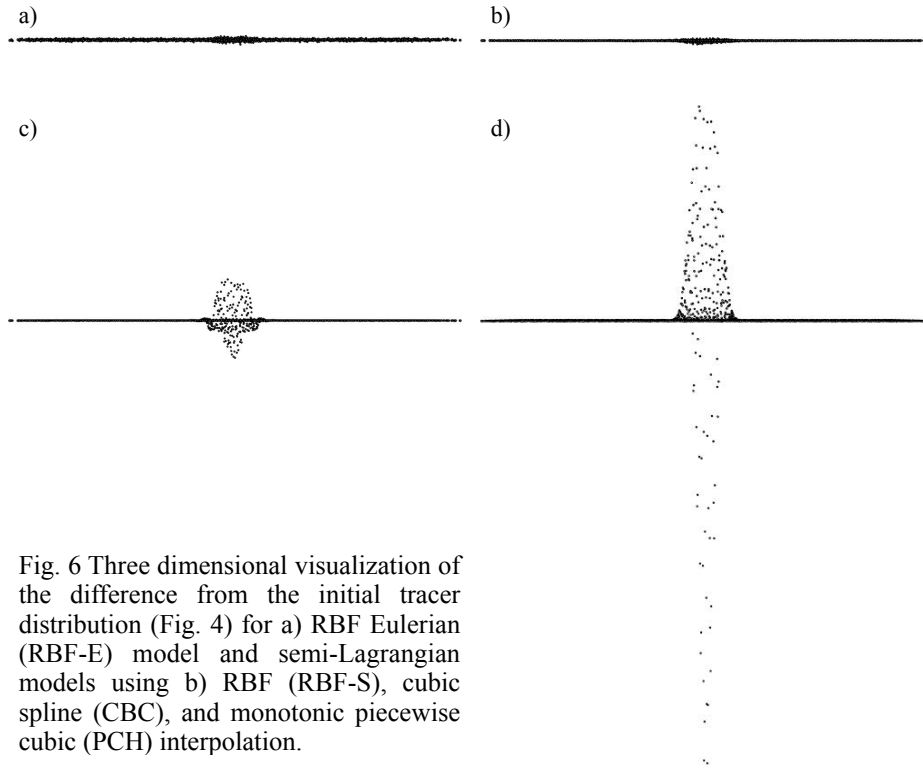 a)
b)
c)
d)
Fig. 6 Three dimensional visualization of
the difference from the initial tracer
distribution (Fig. 4) for a) RBF Eulerian
(RBF-E) model and semi-Lagrangian
models using b) RBF (RBF-S), cubic
spline (CBC), and monotonic piecewise
cubic (PCH) interpolation.